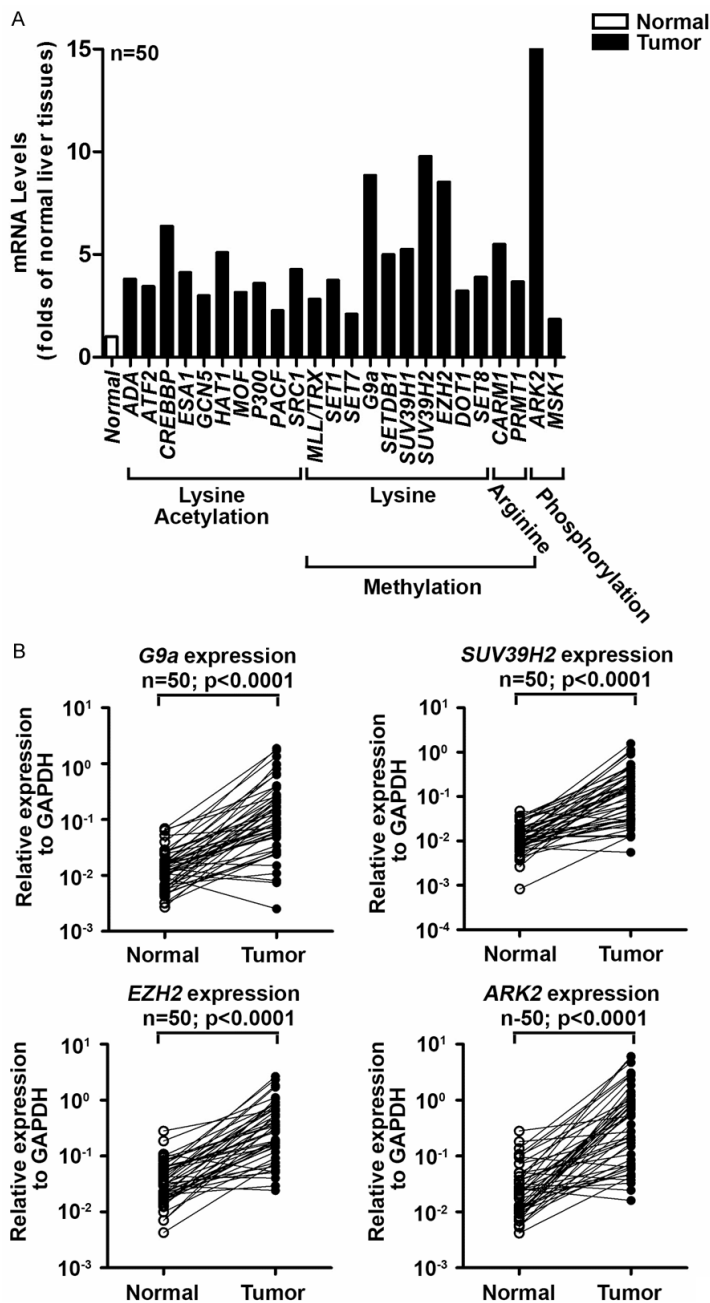 A
Normal
Tumor
n=50
mRNA Levels
(folds of normal liver tissues)
15
10
5
0
Normal
ADA
ATF2
CREBBP
ESA1
GCN5
HAT1
MOF
P300
PACF
SRC1
MLL/TRX
SET1
SET7
G9a
SETDB1
SUV39H1
SUV39H2
EZH2
DOT1
SET8
CARM1
PRMT1
ARK2
MSK1
Lysine
Acetylation
Lysine
Arginine
Phosphorylation
Methylation
B
G9a expression
n=50; p<0.0001
Relative expression
to GAPDH
10¹
10⁰
10⁻¹
10⁻²
10⁻³
Normal Tumor
SUV39H2 expression
n=50; p<0.0001
Relative expression
to GAPDH
10¹
10⁰
10⁻¹
10⁻²
10⁻³
10⁻⁴
Normal Tumor
EZH2 expression
n=50; p<0.0001
Relative expression
to GAPDH
10¹
10⁰
10⁻¹
10⁻²
10⁻³
Normal Tumor
ARK2 expression
n-50; p<0.0001
Relative expression
to GAPDH
10¹
10⁰
10⁻¹
10⁻²
10⁻³
Normal Tumor